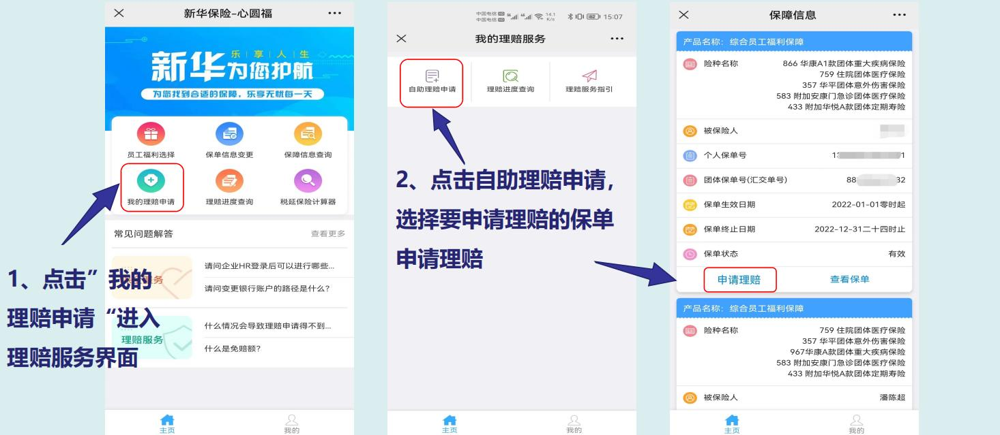 新华保险-心圆福
新华为您护航
乐|享|人|生
为您找到合适的保障，乐享无忧每一天
员工福利选择
保单信息变更
保障信息查询
我的理赔申请
理赔进度查询
税延保险计算器
常见问题解答
查看更多
请问企业HR登录后可以进行哪些...
请问变更银行账户的路径是什么?
理赔服务
什么情况会导致理赔申请得不到...
什么是免赔额?
主页
我的
1、点击”我的
理赔申请“进入
理赔服务界面
中国电信 HD 5G 4G 14.1
中国电信 HD K/s
62 15:07
我的理赔服务
自助理赔申请
理赔进度查询
理赔服务指引
2、点击自助理赔申请，
选择要申请理赔的保单
申请理赔
主页
我的
保障信息
产品名称: 综合员工福利保障
险种名称 866 华康A1款团体重大疾病保险
759 住院团体医疗保险
357 华平团体意外伤害保险
583 附加安康门急诊团体医疗保险
433 附加华悦A款团体定期寿险
被保险人
个人保单号 13 1
团体保单号(汇交单号) 88 32
保单生效日期 2022-01-01零时起
保单终止日期 2022-12-31二十四时止
保单状态 有效
申请理赔 查看保单
产品名称: 综合员工福利保障
险种名称 759 住院团体医疗保险
357 华平团体意外伤害保险
967华康A款团体重大疾病保险
583 附加安康门急诊团体医疗保险
433 附加华悦A款团体定期寿险
被保险人 潘陈超
主页
我的